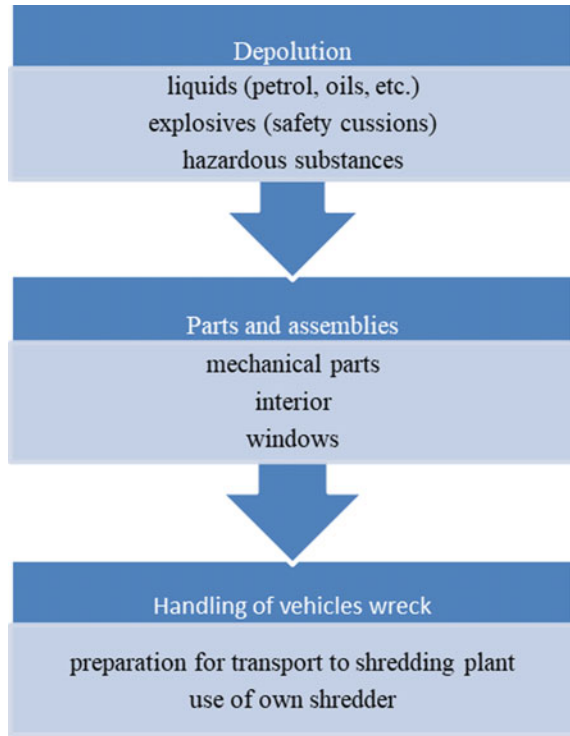 Depolution
liquids (petrol, oils, etc.)
explosives (safety cussions)
hazardous substances
Parts and assemblies
mechanical parts
interior
windows
Handling of vehicles wreck
preparation for transport to shredding plant
use of own shredder